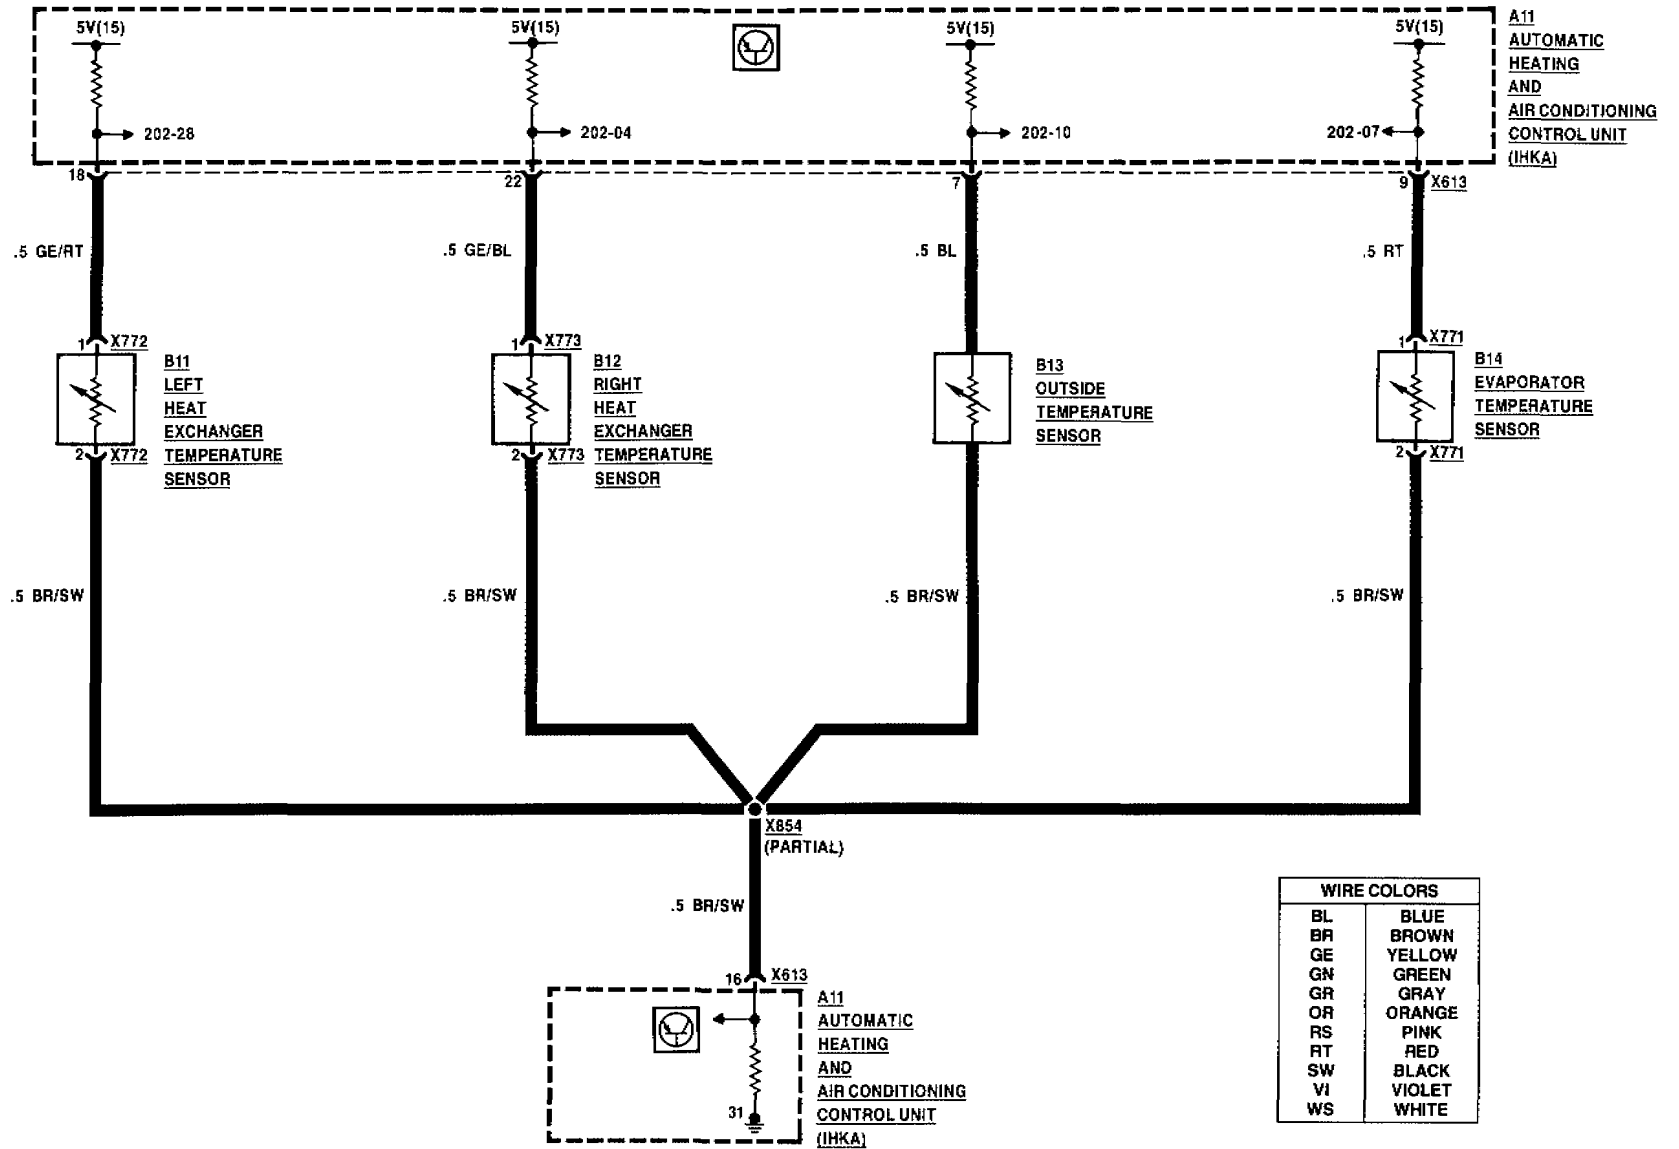 5V(15)
5V(15)
5V(15)
5V(15)
A11
AUTOMATIC
HEATING
AND
AIR CONDITIONING
CONTROL UNIT
(IHKA)
202-28
202-04
202-10
202-07
18
22
7
9
X613
.5 GE/RT
.5 GE/BL
.5 BL
.5 RT
1
X772
1
X773
1
X771
B11
LEFT
HEAT
EXCHANGER
TEMPERATURE
SENSOR
B12
RIGHT
HEAT
EXCHANGER
TEMPERATURE
SENSOR
B13
OUTSIDE
TEMPERATURE
SENSOR
B14
EVAPORATOR
TEMPERATURE
SENSOR
2
X772
2
X773
2
X771
.5 BR/SW
.5 BR/SW
.5 BR/SW
.5 BR/SW
X854
(PARTIAL)
.5 BR/SW
16
X613
A11
AUTOMATIC
HEATING
AND
AIR CONDITIONING
CONTROL UNIT
(IHKA)
31
WIRE COLORS
BL BLUE
BR BROWN
GE YELLOW
GN GREEN
GR GRAY
OR ORANGE
RS PINK
RT RED
SW BLACK
VI VIOLET
WS WHITE